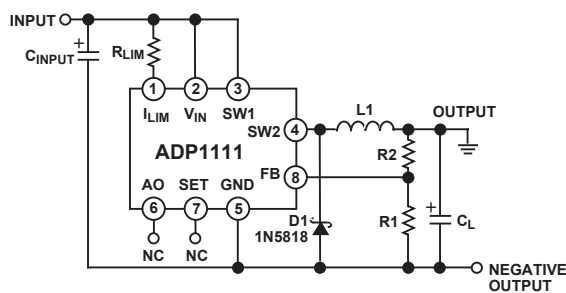 INPUT
CINPUT
+
RLIM
1
2
3
ILIM
VIN
SW1
L1
OUTPUT
SW2
4
ADP1111
R2
FB
8
AO
SET
GND
6
7
5
D1
1N5818
R1
+
CL
NC
NC
NEGATIVE
OUTPUT